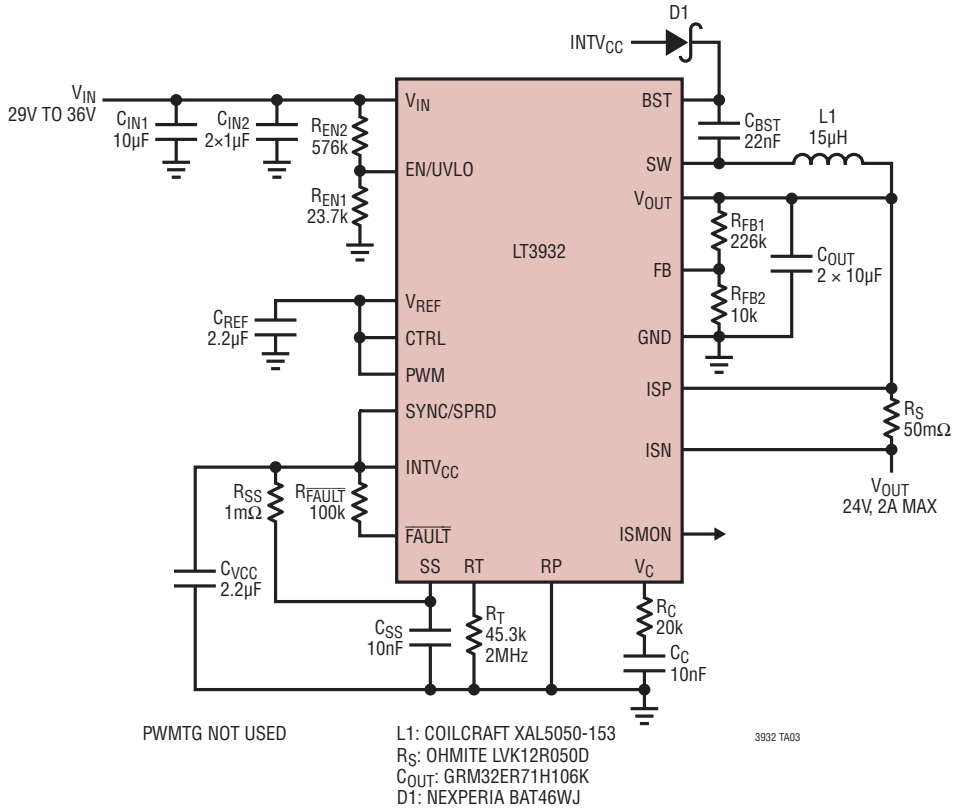 D1
INTVCC
VIN
29V TO 36V
CIN1
10µF
CIN2
2×1µF
REN2
576k
REN1
23.7k
VIN
EN/UVLO
BST
CBST
22nF
L1
15µH
SW
VOUT
RFB1
226k
FB
RFB2
10k
COUT
2 × 10µF
GND
LT3932
CREF
2.2µF
VREF
CTRL
PWM
SYNC/SPRD
INTVCC
ISP
RS
50mΩ
ISN
VOUT
24V, 2A MAX
RSS
1mΩ
RFAULT
100k
FAULT
ISMON
SS
RT
RP
VC
CVCC
2.2µF
CSS
10nF
RT
45.3k
2MHz
RC
20k
CC
10nF
PWMTG NOT USED
L1: COILCRAFT XAL5050-153
RS: OHMITE LVK12R050D
COUT: GRM32ER71H106K
D1: NEXPERIA BAT46WJ
3932 TA03